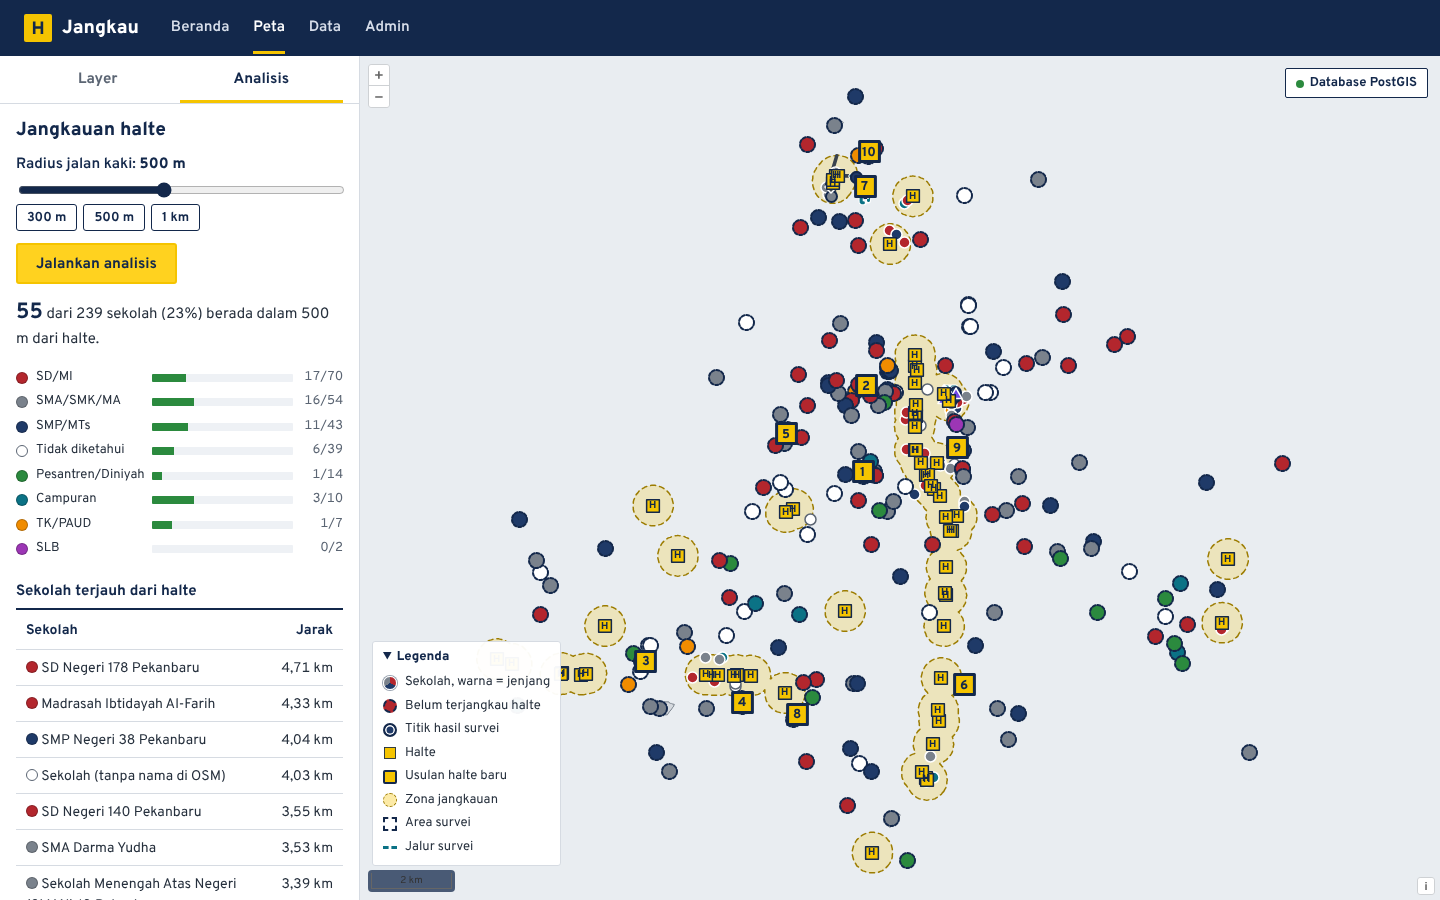 H Jangkau Beranda Peta Data Admin
Layer Analisis
Jangkauan halte
Radius jalan kaki: 500 m
300 m 500 m 1 km
Jalankan analisis
55 dari 239 sekolah (23%) berada dalam 500
m dari halte.
SD/MI 17/70
SMA/SMK/MA 16/54
SMP/MTs 11/43
Tidak diketahui 6/39
Pesantren/Diniyah 1/14
Campuran 3/10
TK/PAUD 1/7
SLB 0/2
Sekolah terjauh dari halte
Sekolah Jarak
SD Negeri 178 Pekanbaru 4,71 km
Madrasah Ibtidayah Al-Farih 4,33 km
SMP Negeri 38 Pekanbaru 4,04 km
Sekolah (tanpa nama di OSM) 4,03 km
SD Negeri 140 Pekanbaru 3,55 km
SMA Darma Yudha 3,53 km
Sekolah Menengah Atas Negeri 3,39 km
+
−
Database PostGIS
10
7
2
5
9
1
3
6
4
8
▼ Legenda
Sekolah, warna = jenjang
Belum terjangkau halte
Titik hasil survei
Halte
Usulan halte baru
Zona jangkauan
Area survei
Jalur survei
2 km
i